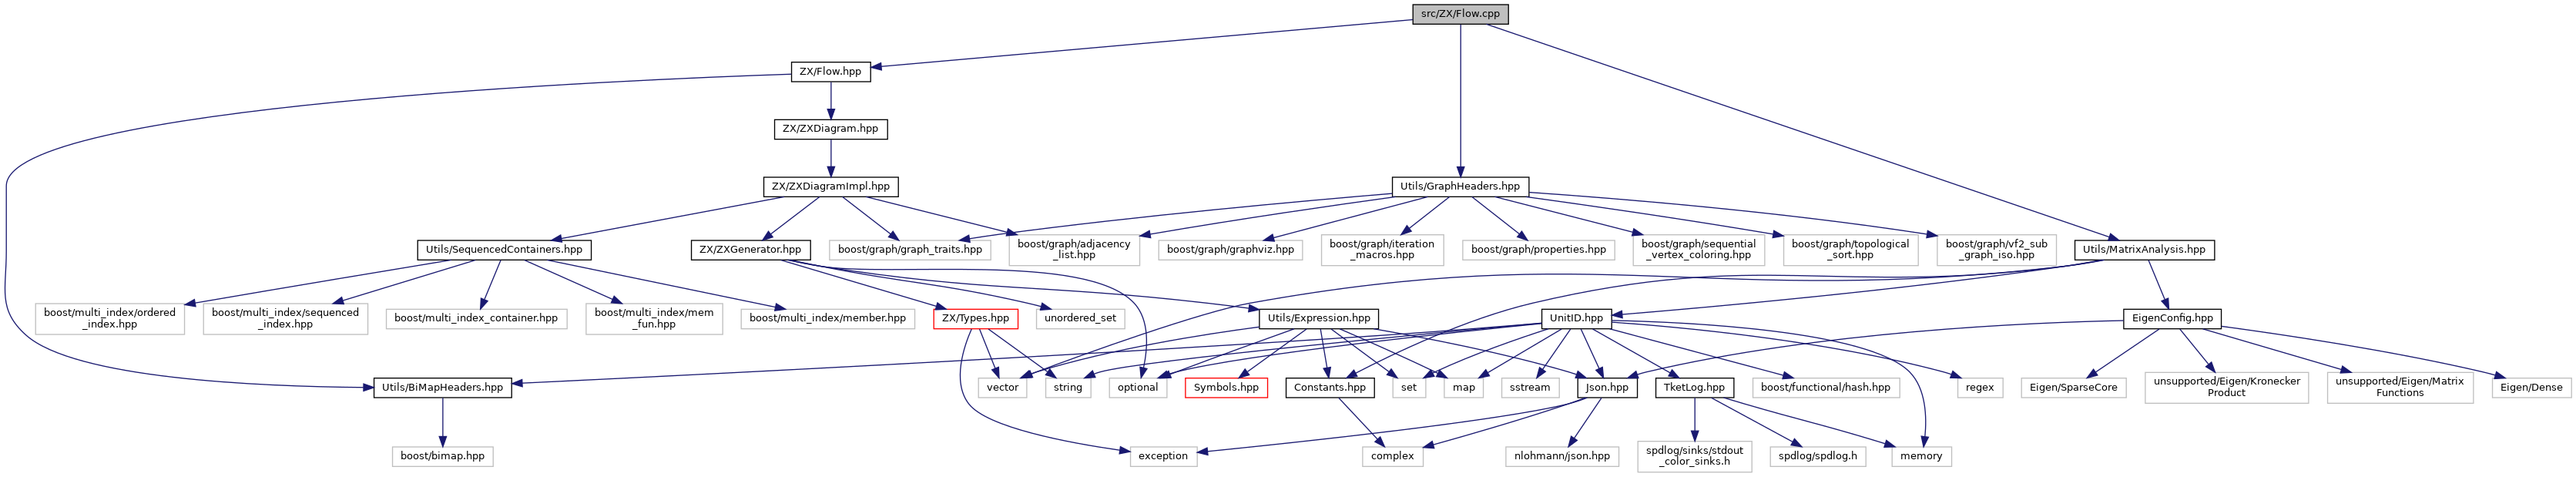 src/ZX/Flow.cpp
ZX/Flow.hpp
ZX/ZXDiagram.hpp
ZX/ZXDiagramImpl.hpp
Utils/GraphHeaders.hpp
Utils/SequencedContainers.hpp
ZX/ZXGenerator.hpp
boost/graph/graph_traits.hpp
boost/graph/adjacency
_list.hpp
boost/graph/graphviz.hpp
boost/graph/iteration
_macros.hpp
boost/graph/properties.hpp
boost/graph/sequential
_vertex_coloring.hpp
boost/graph/topological
_sort.hpp
boost/graph/vf2_sub
_graph_iso.hpp
Utils/MatrixAnalysis.hpp
boost/multi_index/ordered
_index.hpp
boost/multi_index/sequenced
_index.hpp
boost/multi_index_container.hpp
boost/multi_index/mem
_fun.hpp
boost/multi_index/member.hpp
ZX/Types.hpp
unordered_set
Utils/Expression.hpp
UnitID.hpp
EigenConfig.hpp
Utils/BiMapHeaders.hpp
vector
string
optional
Symbols.hpp
Constants.hpp
set
map
sstream
Json.hpp
TketLog.hpp
boost/functional/hash.hpp
regex
Eigen/SparseCore
unsupported/Eigen/Kronecker
Product
unsupported/Eigen/Matrix
Functions
Eigen/Dense
boost/bimap.hpp
exception
complex
nlohmann/json.hpp
spdlog/sinks/stdout
_color_sinks.h
spdlog/spdlog.h
memory